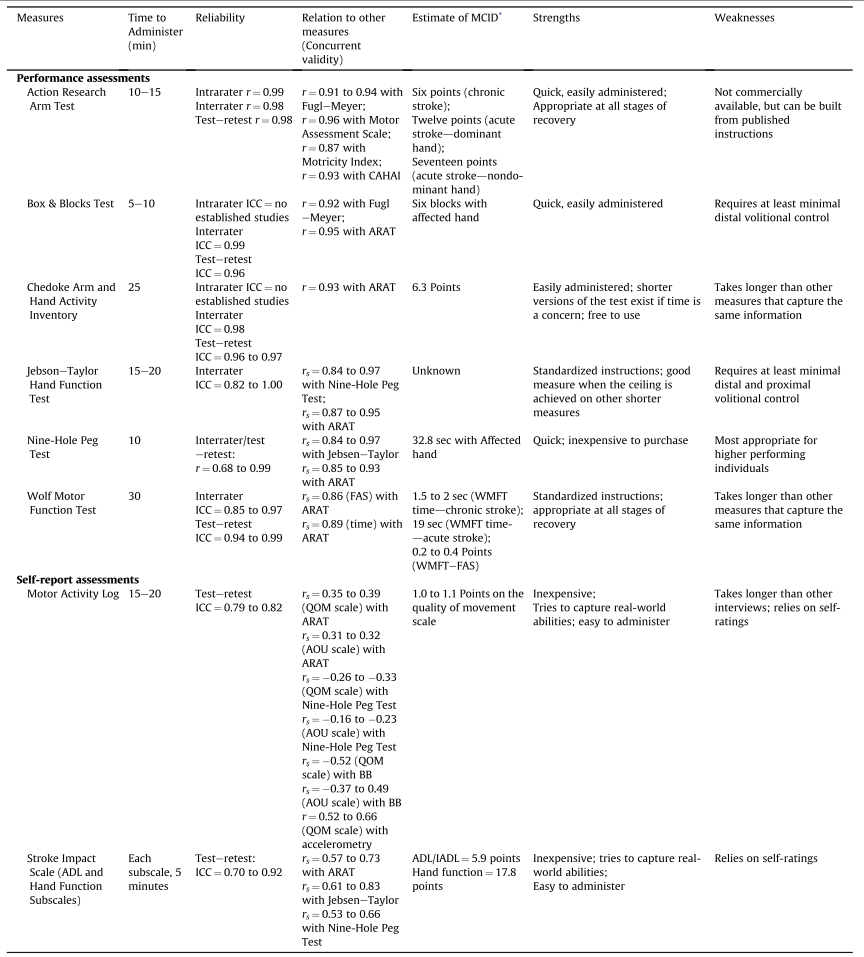 Measures
Time to
Administer
(min)
Reliability
Relation to other
measures
(Concurrent
validity)
Estimate of MCID*
Strengths
Weaknesses
Performance assessments
Action Research
Arm Test
10−15
Intrarater r = 0.99
Interrater r = 0.98
Test−retest r = 0.98
r = 0.91 to 0.94 with
Fugl−Meyer;
r = 0.96 with Motor
Assessment Scale;
r = 0.87 with
Motricity Index;
r = 0.93 with CAHAI
Six points (chronic
stroke);
Twelve points (acute
stroke—dominant
hand);
Seventeen points
(acute stroke—nondo-
minant hand)
Quick, easily administered;
Appropriate at all stages of
recovery
Not commercially
available, but can be built
from published
instructions
Box & Blocks Test
5−10
Intrarater ICC = no
established studies
Interrater
ICC = 0.99
Test−retest
ICC = 0.96
r = 0.92 with Fugl
−Meyer;
r = 0.95 with ARAT
Six blocks with
affected hand
Quick, easily administered
Requires at least minimal
distal volitional control
Chedoke Arm and
Hand Activity
Inventory
25
Intrarater ICC = no
established studies
Interrater
ICC = 0.98
Test−retest
ICC = 0.96 to 0.97
r = 0.93 with ARAT
6.3 Points
Easily administered; shorter
versions of the test exist if time is
a concern; free to use
Takes longer than other
measures that capture the
same information
Jebson−Taylor
Hand Function
Test
15−20
Interrater
ICC = 0.82 to 1.00
rs = 0.84 to 0.97
with Nine-Hole Peg
Test;
rs = 0.87 to 0.95
with ARAT
Unknown
Standardized instructions; good
measure when the ceiling is
achieved on other shorter
measures
Requires at least minimal
distal and proximal
volitional control
Nine-Hole Peg
Test
10
Interrater/test
−retest:
r = 0.68 to 0.99
rs = 0.84 to 0.97
with Jebsen−Taylor
rs = 0.85 to 0.93
with ARAT
32.8 sec with Affected
hand
Quick; inexpensive to purchase
Most appropriate for
higher performing
individuals
Wolf Motor
Function Test
30
Interrater
ICC = 0.85 to 0.97
Test−retest
ICC = 0.94 to 0.99
rs = 0.86 (FAS) with
ARAT
rs = 0.89 (time) with
ARAT
1.5 to 2 sec (WMFT
time—chronic stroke);
19 sec (WMFT time-
—acute stroke);
0.2 to 0.4 Points
(WMFT−FAS)
Standardized instructions;
appropriate at all stages of
recovery
Takes longer than other
measures that capture the
same information
Self-report assessments
Motor Activity Log
15−20
Test−retest
ICC = 0.79 to 0.82
rs = 0.35 to 0.39
(QOM scale) with
ARAT
rs = 0.31 to 0.32
(AOU scale) with
ARAT
rs = −0.26 to −0.33
(QOM scale) with
Nine-Hole Peg Test
rs = −0.16 to −0.23
(AOU scale) with
Nine-Hole Peg Test
rs = −0.52 (QOM
scale) with BB
rs = −0.37 to 0.49
(AOU scale) with BB
r = 0.52 to 0.66
(QOM scale) with
accelerometry
1.0 to 1.1 Points on the
quality of movement
scale
Inexpensive;
Tries to capture real-world
abilities; easy to administer
Takes longer than other
interviews; relies on self-
ratings
Stroke Impact
Scale (ADL and
Hand Function
Subscales)
Each
subscale, 5
minutes
Test−retest:
ICC = 0.70 to 0.92
rs = 0.57 to 0.73
with ARAT
rs = 0.61 to 0.83
with Jebsen−Taylor
rs = 0.53 to 0.66
with Nine-Hole Peg
Test
ADL/IADL = 5.9 points
Hand function = 17.8
points
Inexpensive; tries to capture real-
world abilities;
Easy to administer
Relies on self-ratings